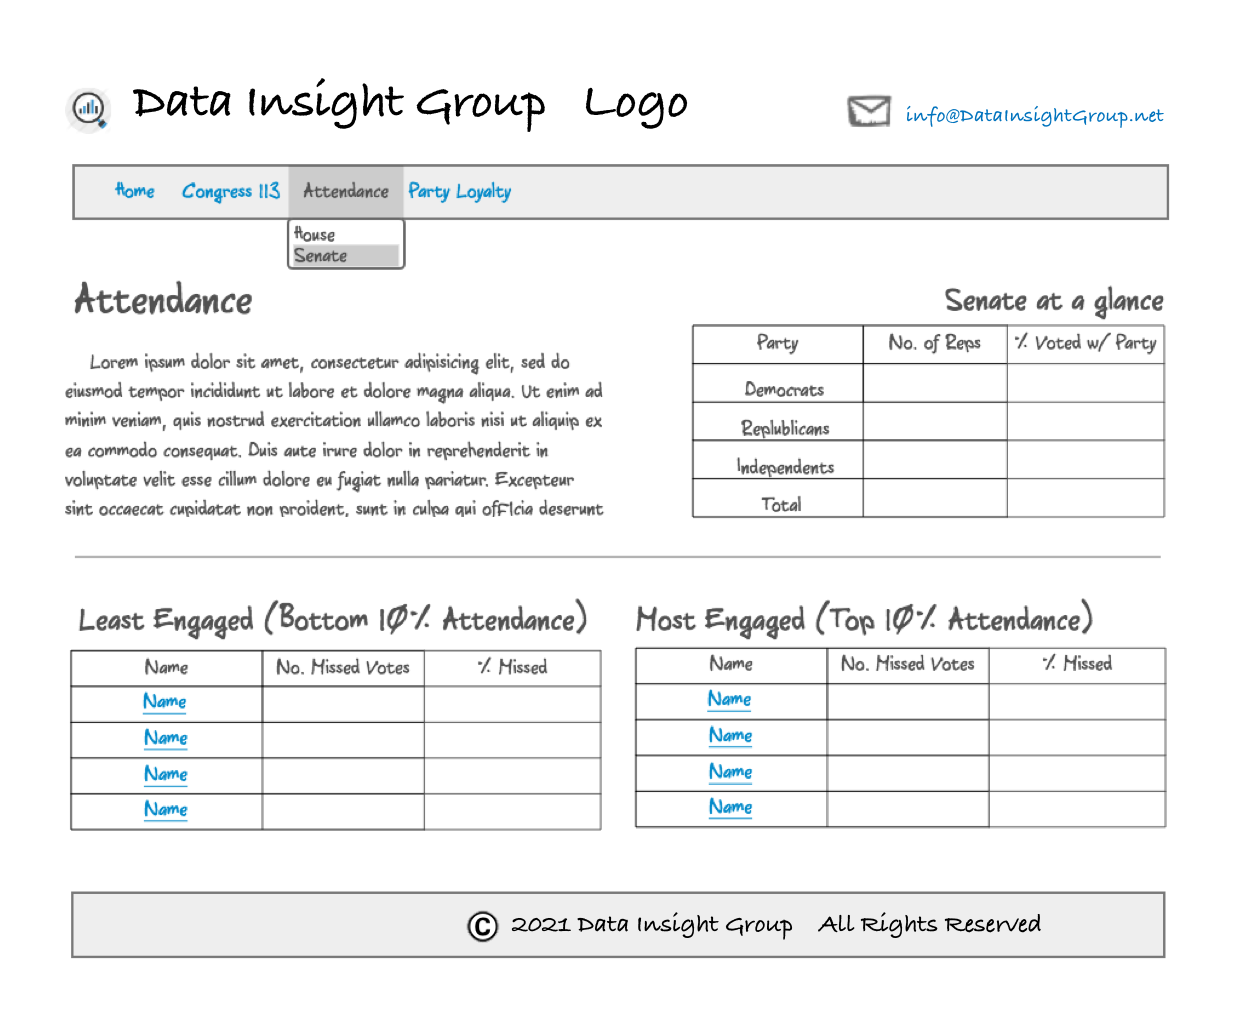 Data Insight Group Logo
info@DataInsightGroup.net
Home Congress 113 Attendance Party Loyalty
House
Senate
Attendance
Lorem ipsum dolor sit amet, consectetur adipisicing elit, sed do
eiusmod tempor incididunt ut labore et dolore magna aliqua. Ut enim ad
minim veniam, quis nostrud exercitation ullamco laboris nisi ut aliquip ex
ea commodo consequat. Duis aute irure dolor in reprehenderit in
voluptate velit esse cillum dolore eu fugiat nulla pariatur. Excepteur
sint occaecat cupidatat non proident, sunt in culpa qui officia deserunt
Senate at a glance
Party No. of Reps % Voted w/ Party
Democrats
Replublicans
Independents
Total
Least Engaged (Bottom 10% Attendance)
Name No. Missed Votes % Missed
Name
Name
Name
Name
Most Engaged (Top 10% Attendance)
Name No. Missed Votes % Missed
Name
Name
Name
Name
© 2021 Data Insight Group All Rights Reserved